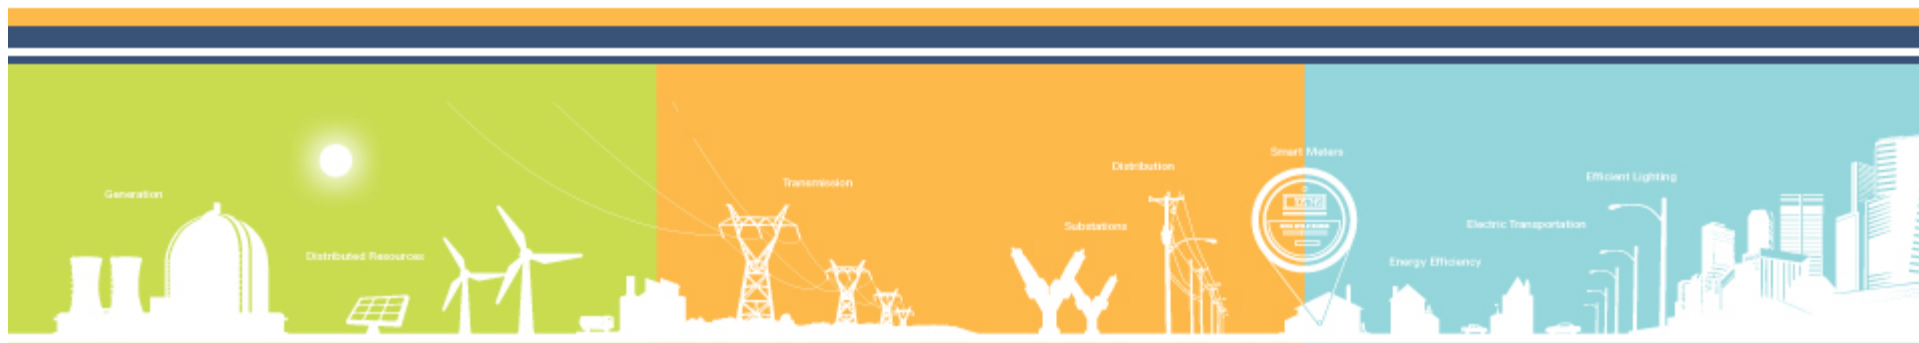 Generation
Distributed Resources
Transmission
Substations
Distribution
Smart Meters
Energy Efficiency
Electric Transportation
Efficient Lighting